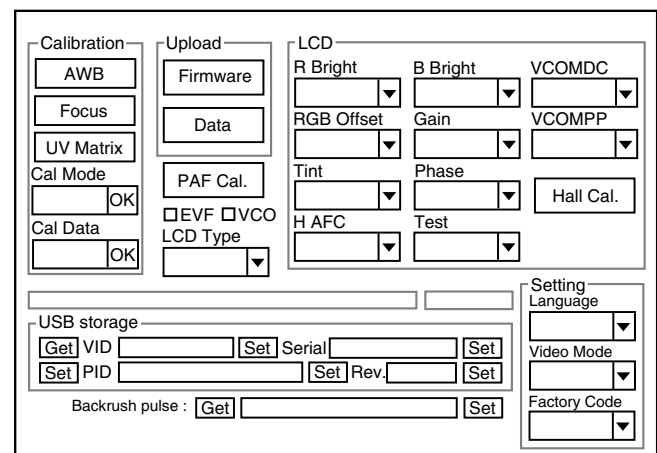 Calibration
AWB
Focus
UV Matrix
Cal Mode
OK
Cal Data
OK
Upload
Firmware
Data
PAF Cal.
EVF VCO
LCD Type
LCD
R Bright B Bright VCOMDC
RGB Offset Gain VCOMPP
Tint Phase
Hall Cal.
H AFC Test
USB storage
Get VID Set Serial Set
Set PID Set Rev. Set
Backrush pulse : Get Set
Setting
Language
Video Mode
Factory Code